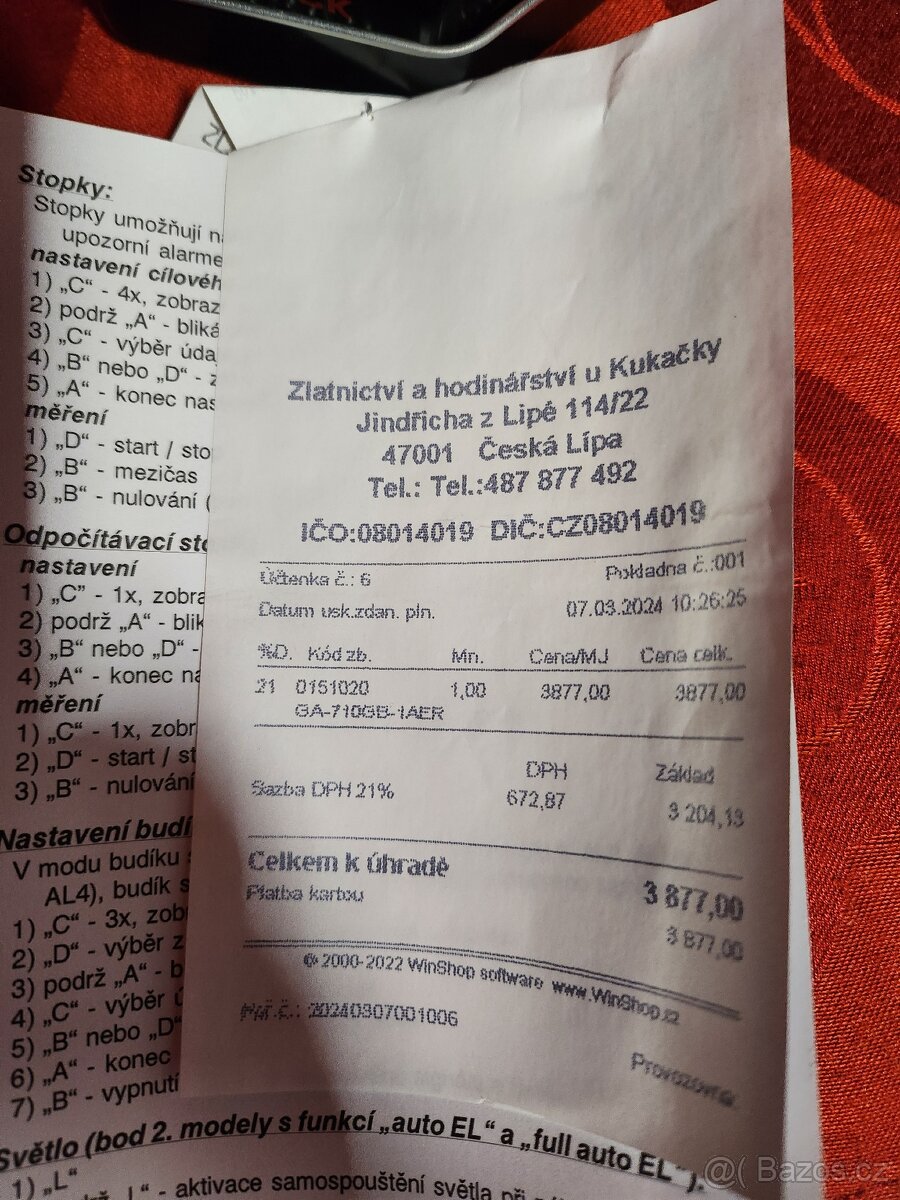 Stopky:
Stopky umožňují
upozorní alarme
nastavení cílovéh
1) „C“ - 4x, zobraz
2) podrž „A“ - bliká
3) „C“ - výběr úda
4) „B“ nebo „D“ -
5) „A“ - konec nas
měření
1) „D“ - start / sto
2) „B“ - mezičas
3) „B“ - nulování (
Odpočítávací sto
nastavení
1) „C“ - 1x, zobra
2) podrž „A“ - blik
3) „B“ nebo „D“ -
4) „A“ - konec na
měření
1) „C“ - 1x, zobr
2) „D“ - start / st
3) „B“ - nulování
Nastavení budí
V modu budíku
AL4), budík s
1) „C“ - 3x, zob
2) „D“ - výběr z
3) podrž „A“ - b
4) „C“ - výběr
5) „B“ nebo „D“
6) „A“ - konec
7) „B“ - vypnutí
Světlo (bod 2. modely s funkcí „auto EL“ a „full auto EL“).
1) „L“
„L“ - aktivace samospouštění světla při
Zlatnictví a hodinářství u Kukačky
Jindřicha z Lipé 114/22
47001 Česká Lípa
Tel.: Tel.:487 877 492
IČO:08014019 DIČ:CZ08014019
Účtenka č.: 6 Pokladna č.:001
Datum usk.zdan. pln. 07.03.2024 10:26:25
%D. Kód zb. Mn. Cena/MJ Cena celk.
21 0151020 1,00 3877,00 3877,00
GA-710GB-1AER
DPH Základ
Sazba DPH 21% 672,87 3 204,13
Celkem k úhradě 3 877,00
Platba kartou 3 877,00
© 2000-2022 WinShop software www.WinShop.cz
Par.č.: 20240307001006
Provozovna
@( Bazos.cz